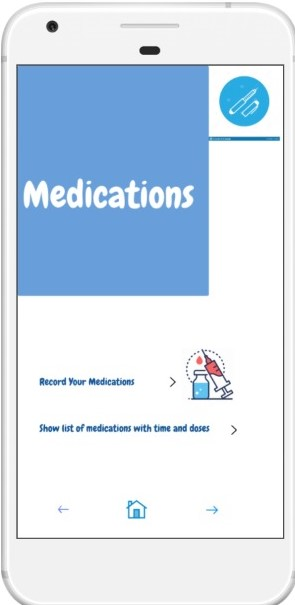 Medications
Record Your Medications
Show list of medications with time and doses